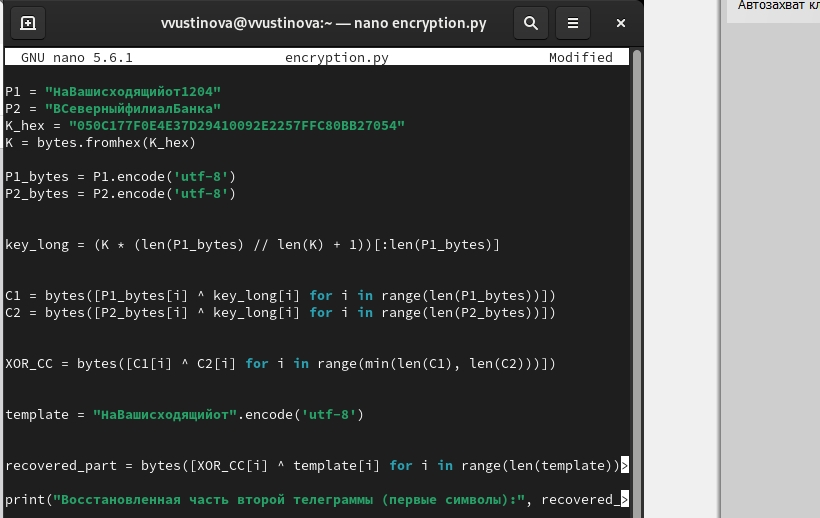 Автозахват кл
vvustinova@vvustinova:~ — nano encryption.py
GNU nano 5.6.1 encryption.py Modified
P1 = "НаВашисходящийот1204"
P2 = "ВСеверныйфилиалБанка"
K_hex = "050C177F0E4E37D29410092E2257FFC80BB27054"
K = bytes.fromhex(K_hex)
P1_bytes = P1.encode('utf-8')
P2_bytes = P2.encode('utf-8')
key_long = (K * (len(P1_bytes) // len(K) + 1))[:len(P1_bytes)]
C1 = bytes([P1_bytes[i] ^ key_long[i] for i in range(len(P1_bytes))])
C2 = bytes([P2_bytes[i] ^ key_long[i] for i in range(len(P2_bytes))])
XOR_CC = bytes([C1[i] ^ C2[i] for i in range(min(len(C1), len(C2)))])
template = "НаВашисходящийот".encode('utf-8')
recovered_part = bytes([XOR_CC[i] ^ template[i] for i in range(len(template))>
print("Восстановленная часть второй телеграммы (первые символы):", recovered_>